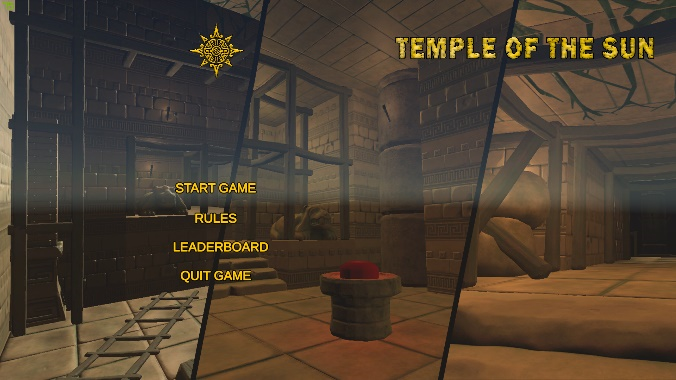 TEMPLE OF THE SUN
START GAME
RULES
LEADERBOARD
QUIT GAME